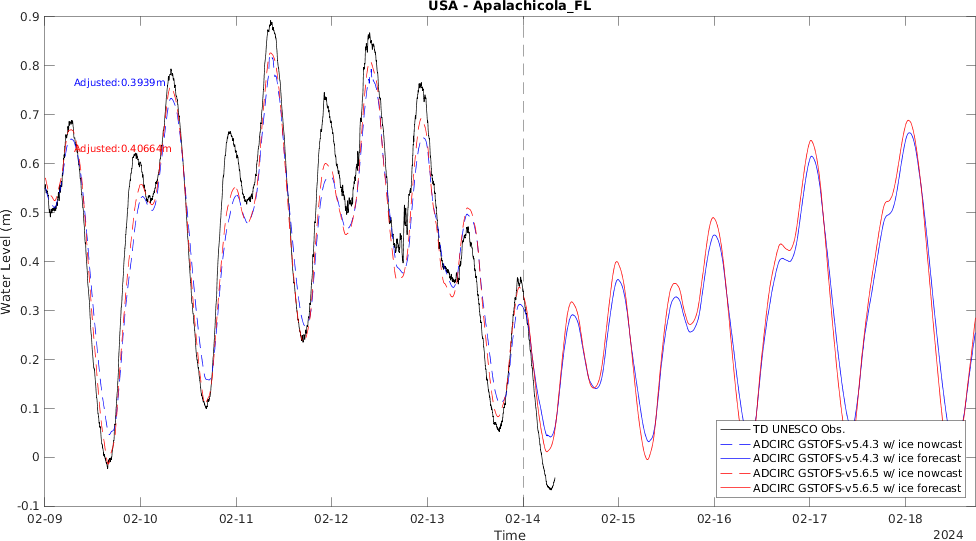 USA - Apalachicola_FL
0.9
0.8
0.7
0.6
0.5
0.4
0.3
0.2
0.1
0
-0.1
Water Level (m)
Adjusted:0.3939m
Adjusted:0.40664m
TD UNESCO Obs.
ADCIRC GSTOFS-v5.4.3 w/ ice nowcast
ADCIRC GSTOFS-v5.4.3 w/ ice forecast
ADCIRC GSTOFS-v5.6.5 w/ ice nowcast
ADCIRC GSTOFS-v5.6.5 w/ ice forecast
02-09 02-10 02-11 02-12 02-13 02-14 02-15 02-16 02-17 02-18
Time
2024